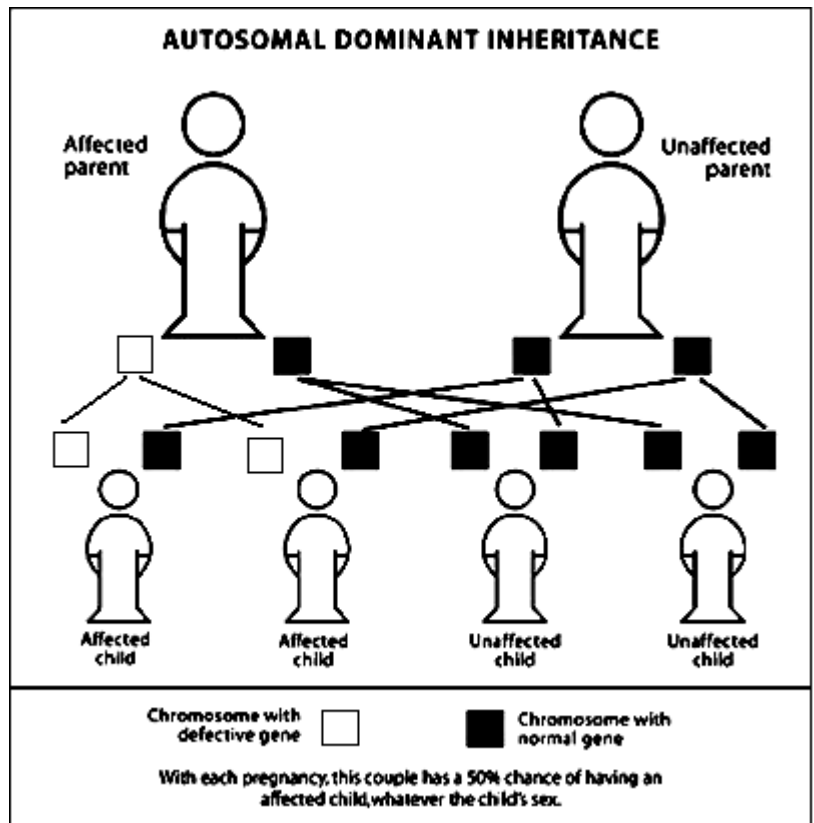 AUTOSOMAL DOMINANT INHERITANCE
Affected
parent
Unaffected
parent
Affected
child
Affected
child
Unaffected
child
Unaffected
child
Chromosome with
defective gene
Chromosome with
normal gene
With each pregnancy, this couple has a 50% chance of having an
affected child, whatever the child's sex.